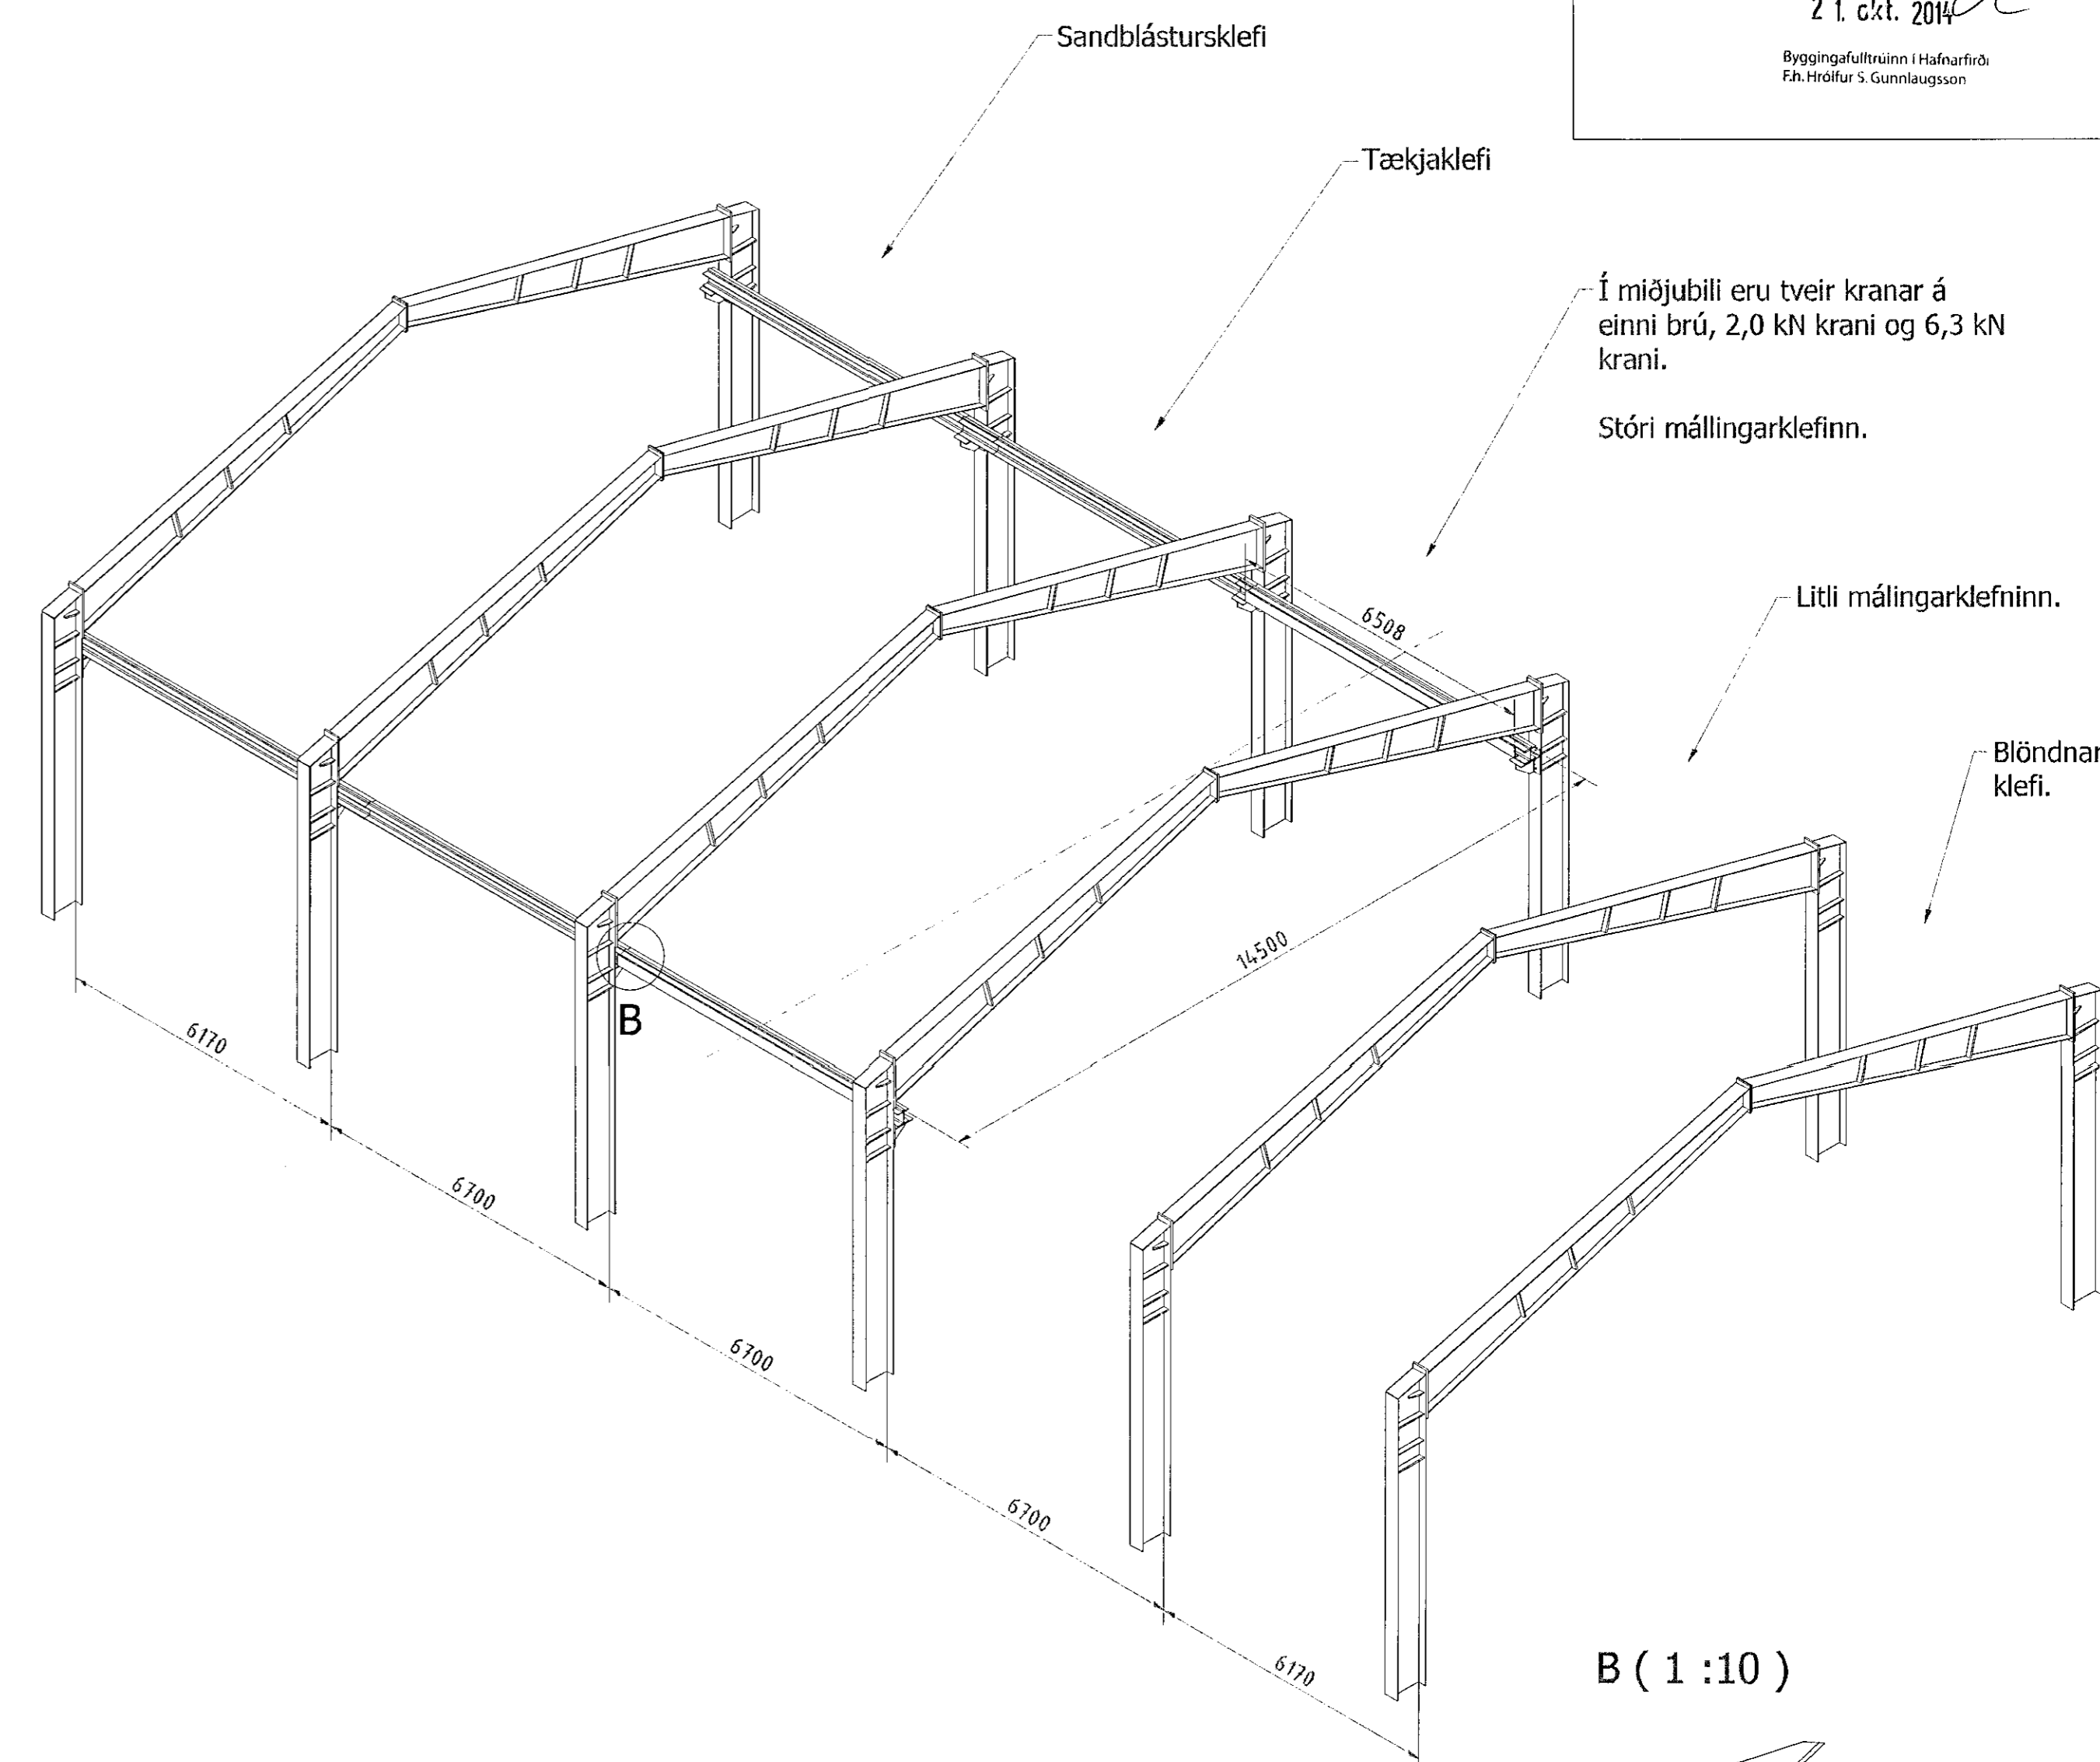 2 1. okt. 2014
Byggingafulltrúinn í Hafnarfirði
F.h. Hrólfur S. Gunnlaugsson
Sandblástursklefi
Tækjaklefi
Í miðjubili eru tveir kranar á
einni brú, 2,0 kN krani og 6,3 kN
krani.
Stóri mállingarklefinn.
Litli málingarklefninn.
Blöndnar
klefi.
6508
14500
B
6170
6700
6700
6700
6170
B ( 1 :10 )